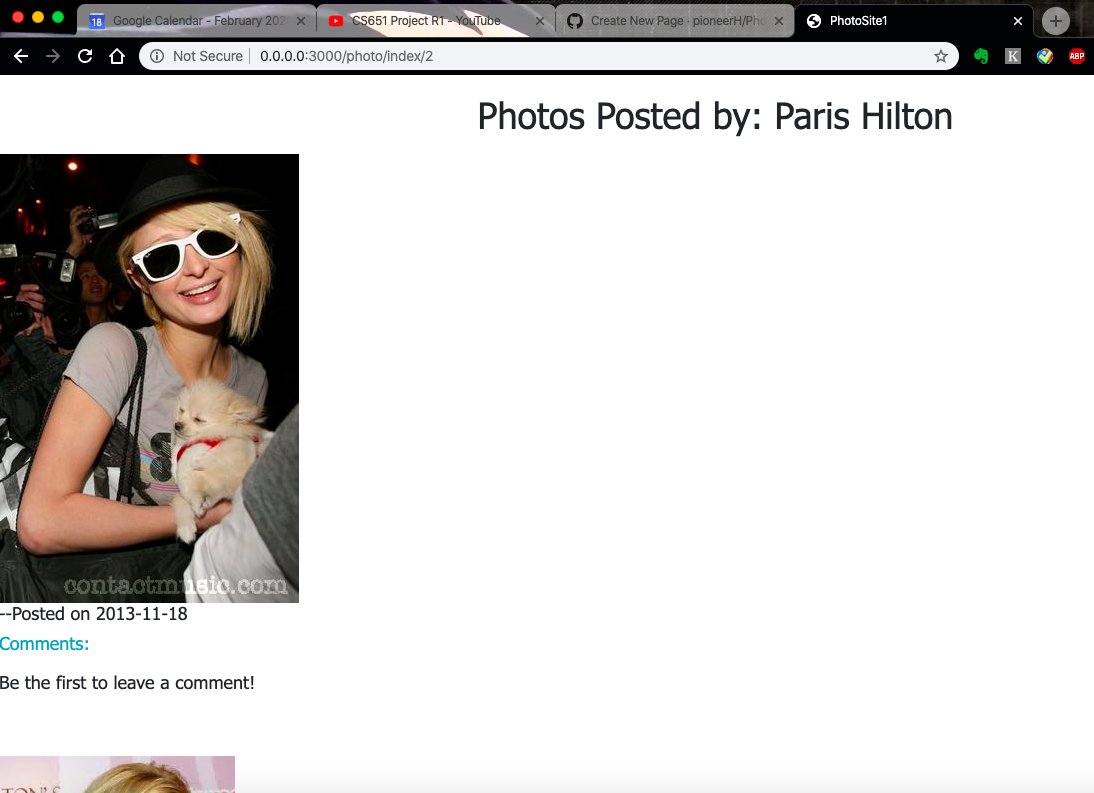 18 Google Calendar - February 202
CS651 Project R1 - YouTube
Create New Page · pioneerH/Pho
PhotoSite1
Not Secure
0.0.0.0:3000/photo/index/2
K
ABP
Photos Posted by: Paris Hilton
contactmusic.com
--Posted on 2013-11-18
Comments:
Be the first to leave a comment!
TON'S